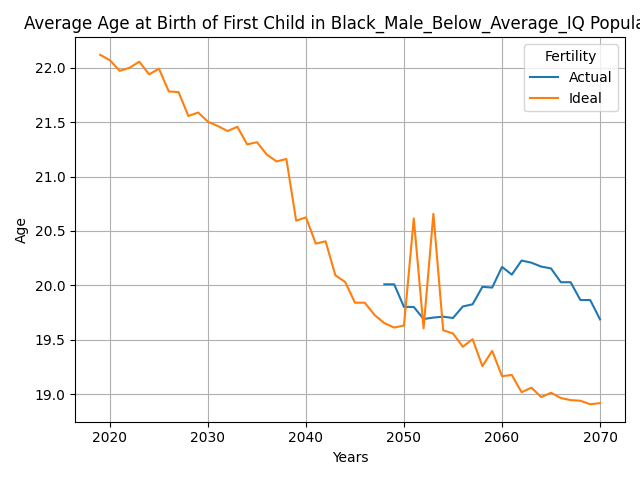 Average Age at Birth of First Child in Black_Male_Below_Average_IQ Popula
Fertility
Actual
Ideal
22.0
21.5
21.0
20.5
20.0
19.5
19.0
Age
2020 2030 2040 2050 2060 2070
Years